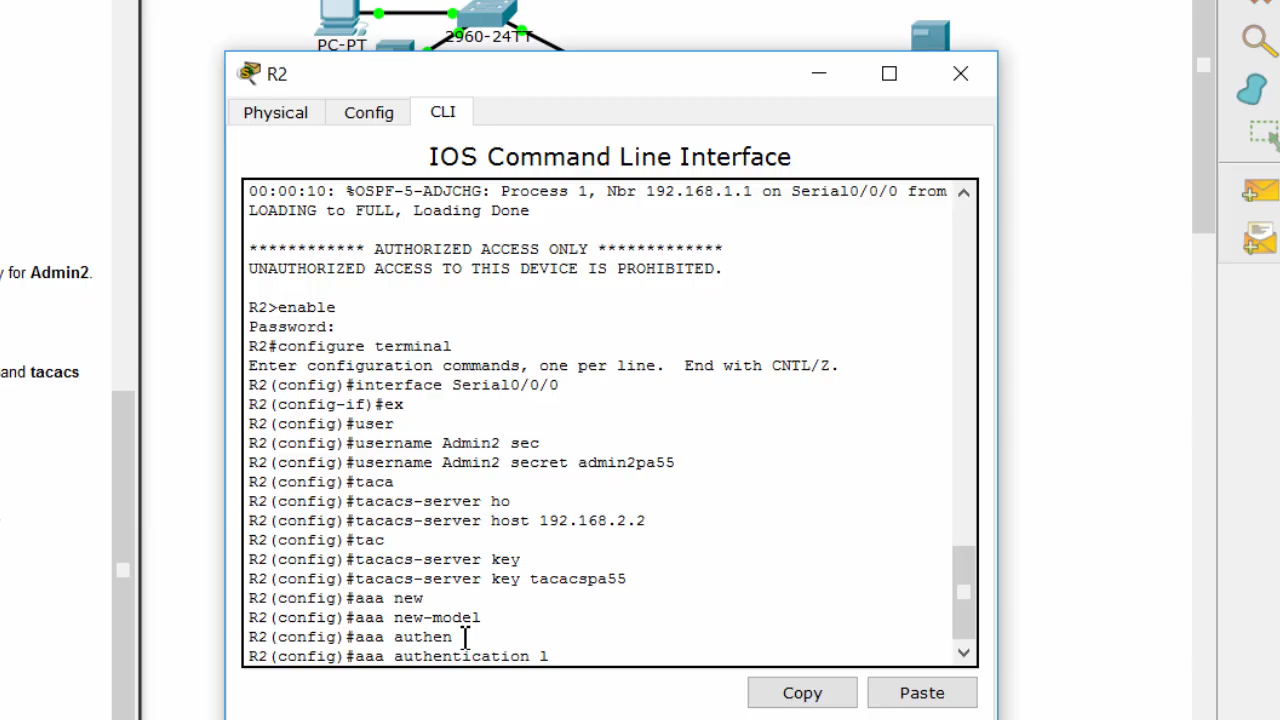 PC-PT
2960-24TT
R2
Physical
Config
CLI
IOS Command Line Interface
00:00:10: %OSPF-5-ADJCHG: Process 1, Nbr 192.168.1.1 on Serial0/0/0 from
LOADING to FULL, Loading Done
************ AUTHORIZED ACCESS ONLY *************
UNAUTHORIZED ACCESS TO THIS DEVICE IS PROHIBITED.
R2>enable
Password:
R2#configure terminal
Enter configuration commands, one per line.  End with CNTL/Z.
R2(config)#interface Serial0/0/0
R2(config-if)#ex
R2(config)#user
R2(config)#username Admin2 sec
R2(config)#username Admin2 secret admin2pa55
R2(config)#taca
R2(config)#tacacs-server ho
R2(config)#tacacs-server host 192.168.2.2
R2(config)#tac
R2(config)#tacacs-server key
R2(config)#tacacs-server key tacacspa55
R2(config)#aaa new
R2(config)#aaa new-model
R2(config)#aaa authen
R2(config)#aaa authentication l
Copy
Paste
y for Admin2.
and tacacs